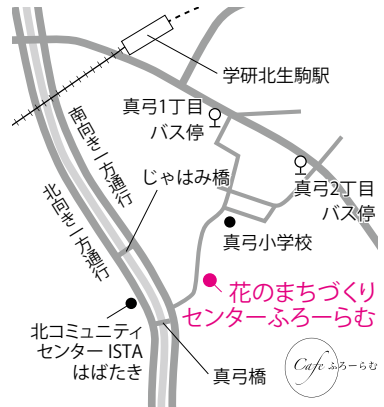 学研北生駒駅
真弓1丁目
バス停
南向き一方通行
じゃはみ橋
北向き一方通行
真弓2丁目
バス停
真弓小学校
花のまちづくり
センターふろーらむ
北コミュニティ
センター ISTA
はばたき
真弓橋
Cafe ふろーらむ